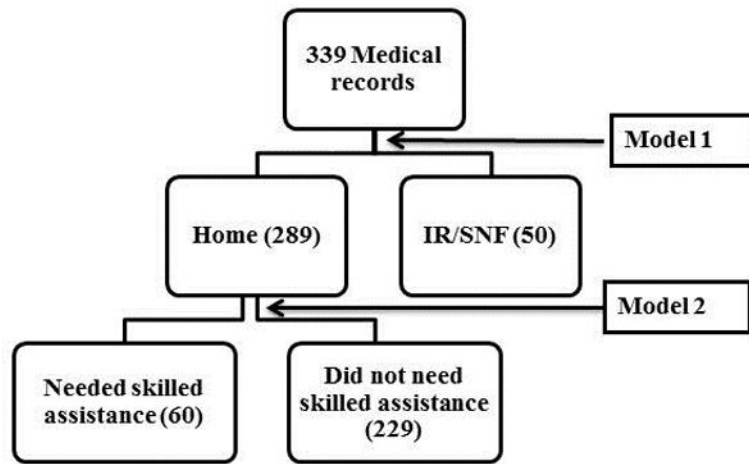 339 Medical
records
Model 1
Home (289)
IR/SNF (50)
Model 2
Needed skilled
assistance (60)
Did not need
skilled assistance
(229)